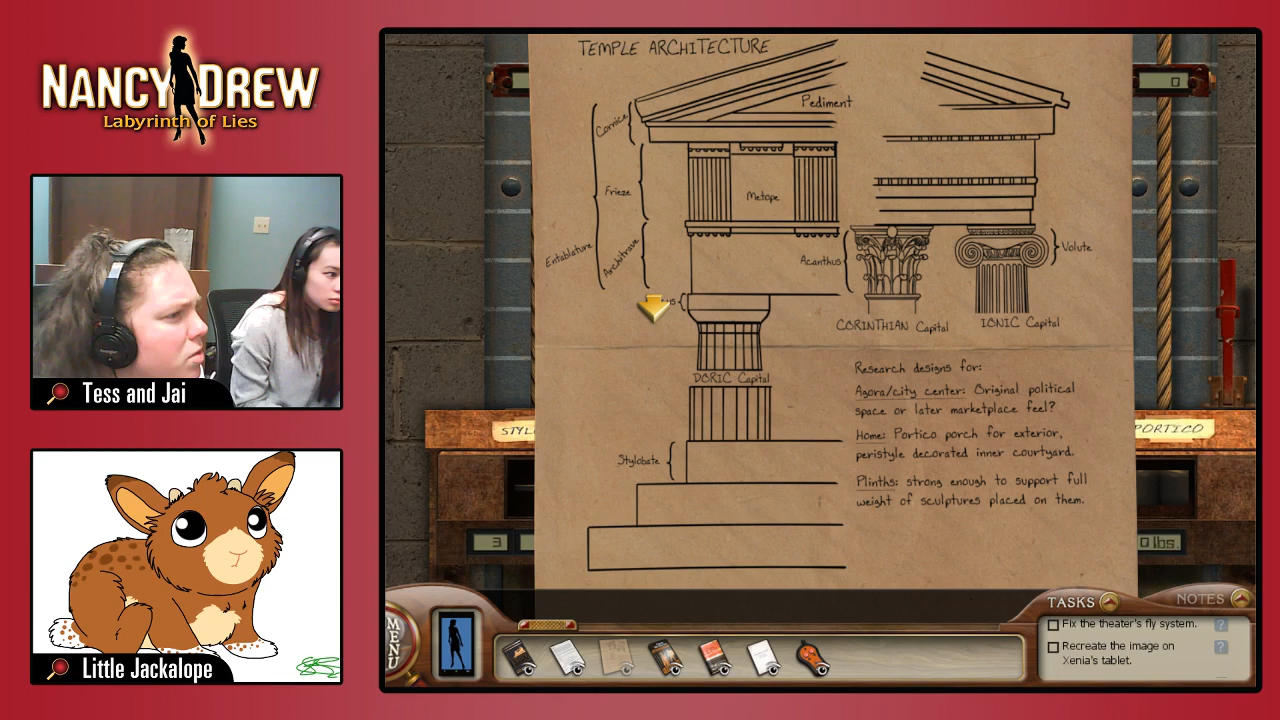 NANCY DREW
Labyrinth of Lies
Tess and Jai
Little Jackalope
TEMPLE ARCHITECTURE
Pediment
Cornice
Frieze
Metope
Entablature
Architrave
Acanthus
Volute
CORINTHIAN Capital
IONIC Capital
DORIC Capital
Stylobate
Research designs for:
Agora/city center: Original political
space or later marketplace feel?
Home: Portico porch for exterior,
peristyle decorated inner courtyard.
Plinths: strong enough to support full
weight of sculptures placed on them.
0
PORTICO
3
0 lbs.
MENU
TASKS
NOTES
Fix the theater's fly system.
?
Recreate the image on
Xenia's tablet.
?